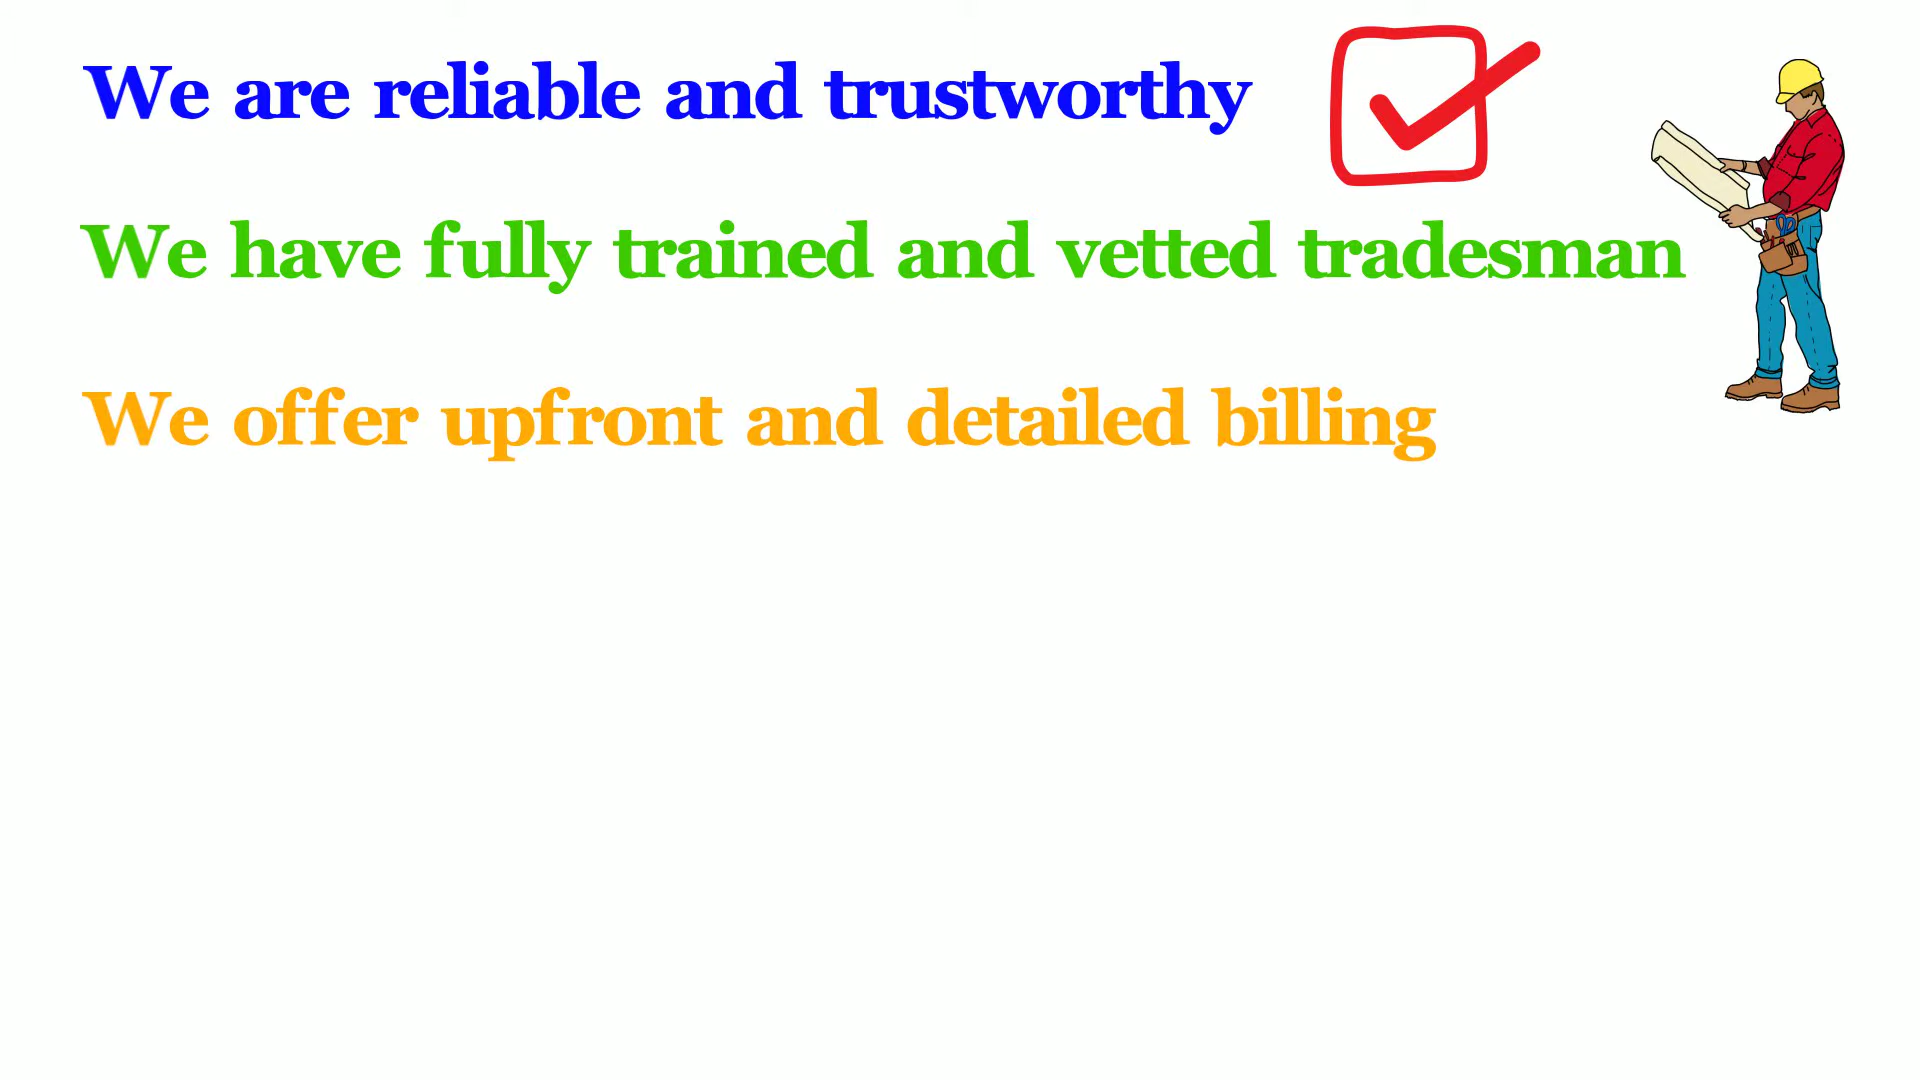 We are reliable and trustworthy
We have fully trained and vetted tradesman
We offer upfront and detailed billing